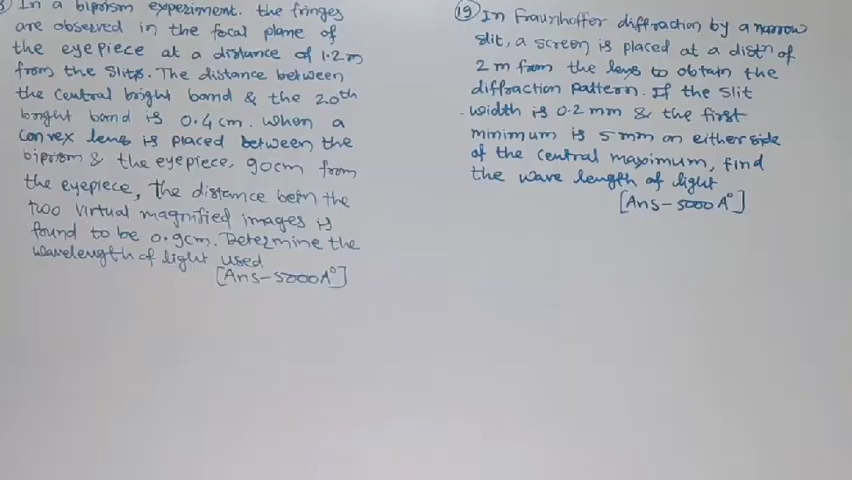 In a biprism experiment. the fringes
are observed in the focal plane of
the eyepiece at a distance of 1.2m
from the slits. The distance between
the central bright band & the 20th
bright band is 0.4cm. when a
convex lens is placed between the
biprism & the eyepiece, 90cm from
the eyepiece, The distance betn the
two virtual magnified images is
found to be 0.9cm. Determine the
wavelength of light used
[Ans-5000A°]
19 In Fraunhoffer diffraction by a narrow
slit, a screen is placed at a distn of
2 m from the lens to obtain the
diffraction pattern. If the slit
width is 0.2mm & the first
minimum is 5mm on either side
of the central maximum, find
the wave length of light
[Ans-5000A°]